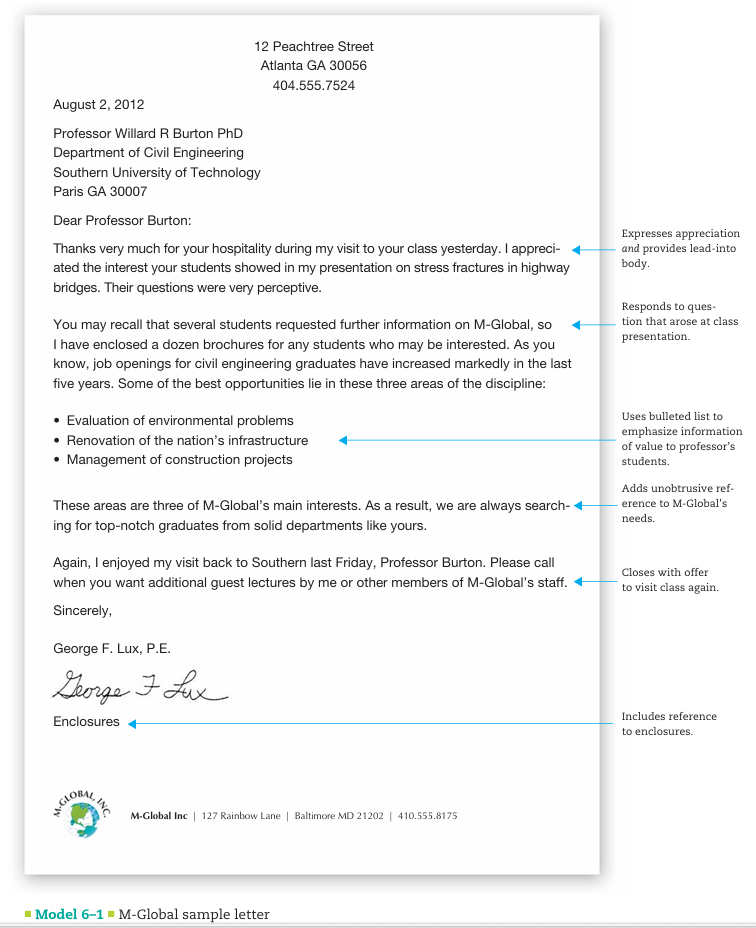 12 Peachtree Street
Atlanta GA 30056
404.555.7524
August 2, 2012
Professor Willard R Burton PhD
Department of Civil Engineering
Southern University of Technology
Paris GA 30007
Dear Professor Burton:
Thanks very much for your hospitality during my visit to your class yesterday. I appreci-
ated the interest your students showed in my presentation on stress fractures in highway
bridges. Their questions were very perceptive.
You may recall that several students requested further information on M-Global, so
I have enclosed a dozen brochures for any students who may be interested. As you
know, job openings for civil engineering graduates have increased markedly in the last
five years. Some of the best opportunities lie in these three areas of the discipline:
• Evaluation of environmental problems
• Renovation of the nation's infrastructure
• Management of construction projects
These areas are three of M-Global's main interests. As a result, we are always search-
ing for top-notch graduates from solid departments like yours.
Again, I enjoyed my visit back to Southern last Friday, Professor Burton. Please call
when you want additional guest lectures by me or other members of M-Global's staff.
Sincerely,
George F. Lux, P.E.
George F Lux
Enclosures
M-GLOBAL, INC.
M-Global Inc | 127 Rainbow Lane | Baltimore MD 21202 | 410.555.8175
Expresses appreciation
and provides lead-into
body.
Responds to ques-
tion that arose at class
presentation.
Uses bulleted list to
emphasize information
of value to professor's
students.
Adds unobtrusive ref-
erence to M-Global's
needs.
Closes with offer
to visit class again.
Includes reference
to enclosures.
Model 6–1 M-Global sample letter